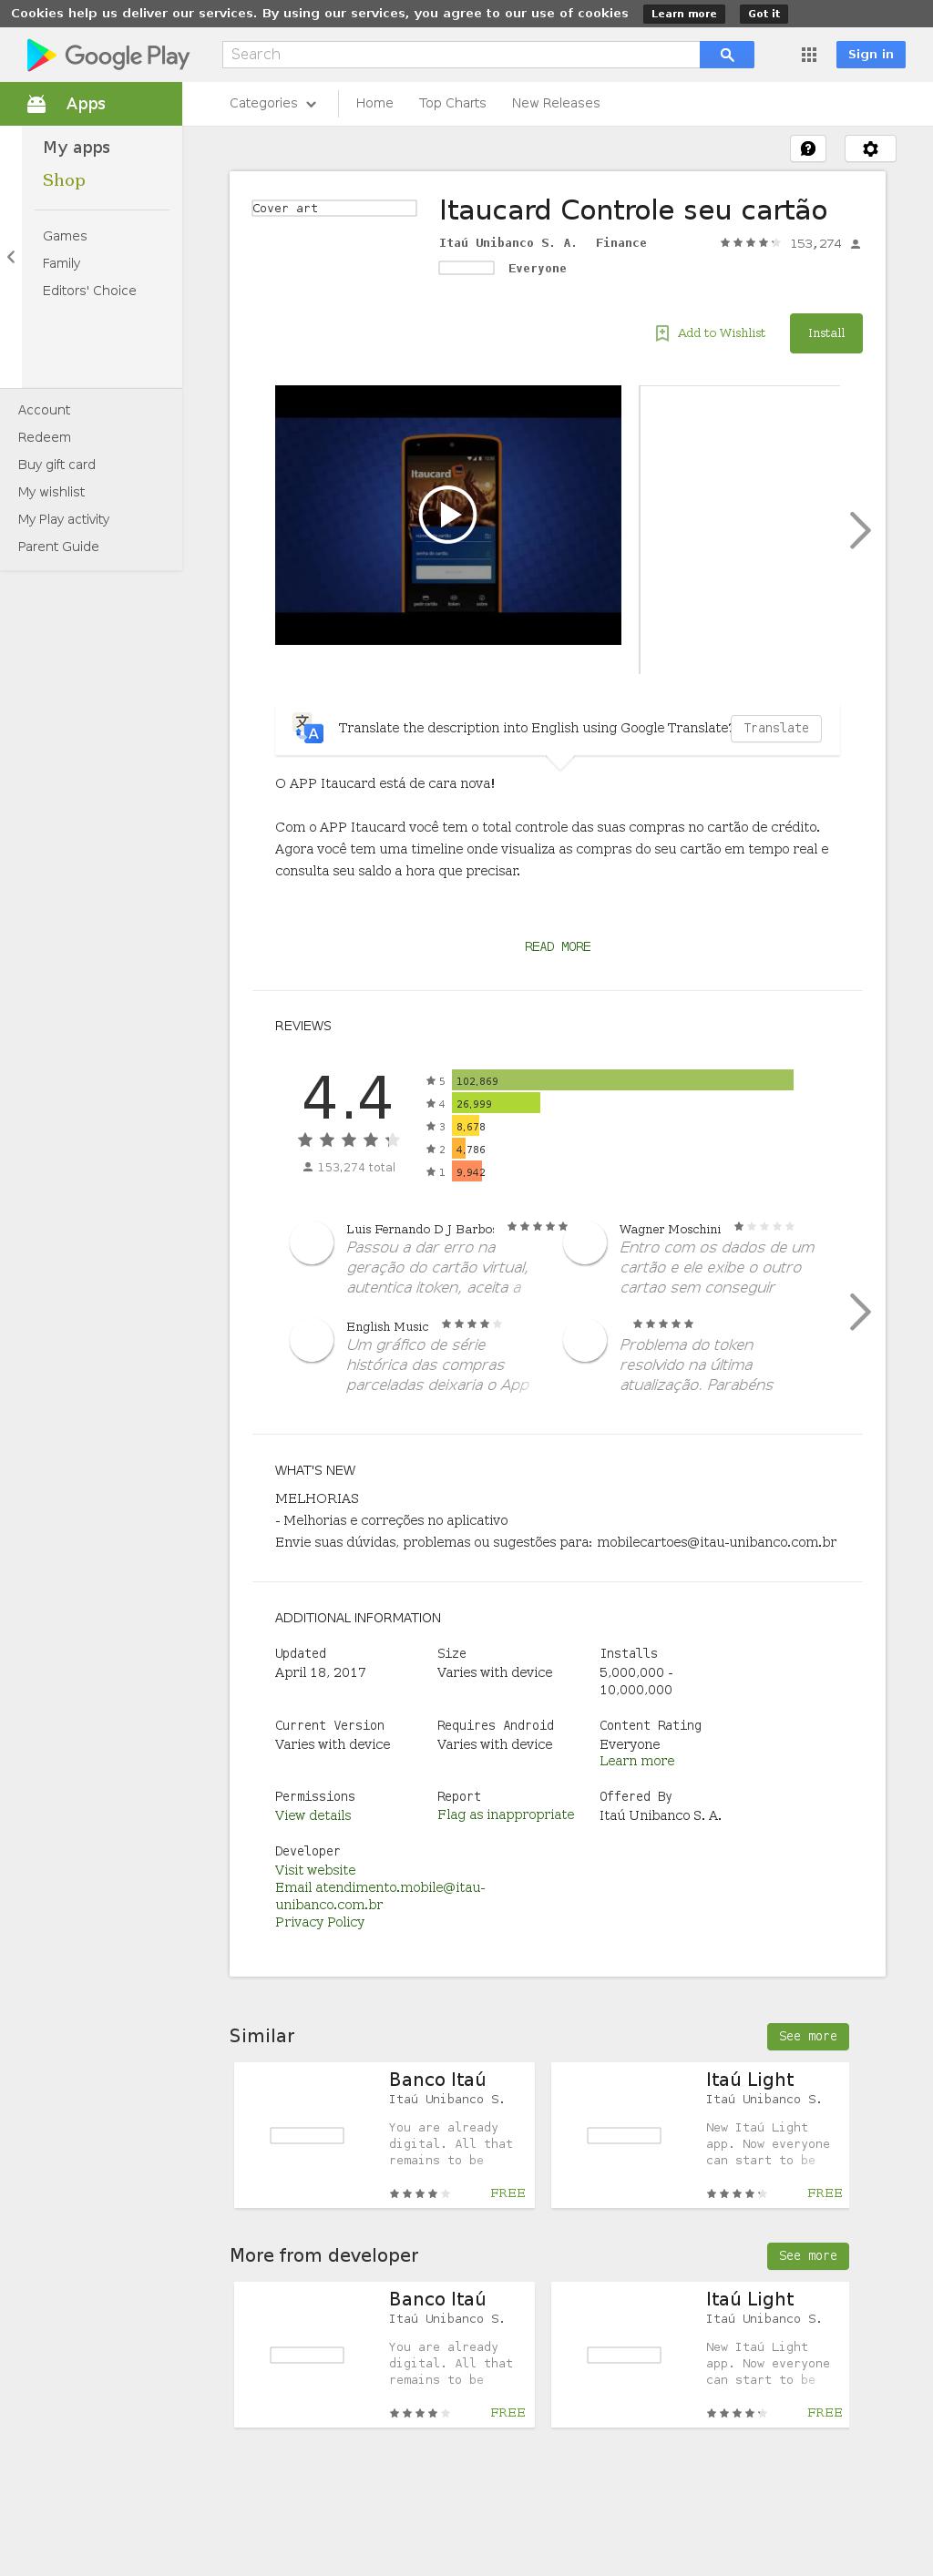 Cookies help us deliver our services. By using our services, you agree to our use of cookies Learn more Got it
Google Play
Search
Sign in
Apps
Categories
Home
Top Charts
New Releases
My apps
Shop
Games
Family
Editors' Choice
Account
Redeem
Buy gift card
My wishlist
My Play activity
Parent Guide
Cover art
Itaucard Controle seu cartão
Itaú Unibanco S. A. Finance
153,274
Everyone
Add to Wishlist
Install
Itaucard
Translate the description into English using Google Translate?
Translate
O APP Itaucard está de cara nova!
Com o APP Itaucard você tem o total controle das suas compras no cartão de crédito.
Agora você tem uma timeline onde visualiza as compras do seu cartão em tempo real e
consulta seu saldo a hora que precisar.
READ MORE
REVIEWS
4.4
153,274 total
5 102,869
4 26,999
3 8,678
2 4,786
1 9,942
Luis Fernando D J Barbos
Passou a dar erro na
geração do cartão virtual,
autentica itoken, aceita a
Wagner Moschini
Entro com os dados de um
cartão e ele exibe o outro
cartao sem conseguir
English Music
Um gráfico de série
histórica das compras
parceladas deixaria o App
Problema do token
resolvido na última
atualização. Parabéns
WHAT'S NEW
MELHORIAS
- Melhorias e correções no aplicativo
Envie suas dúvidas, problemas ou sugestões para: mobilecartoes@itau-unibanco.com.br
ADDITIONAL INFORMATION
Updated
April 18, 2017
Size
Varies with device
Installs
5,000,000 -
10,000,000
Current Version
Varies with device
Requires Android
Varies with device
Content Rating
Everyone
Learn more
Permissions
View details
Report
Flag as inappropriate
Offered By
Itaú Unibanco S. A.
Developer
Visit website
Email atendimento.mobile@itau-
unibanco.com.br
Privacy Policy
Similar
See more
Banco Itaú
Itaú Unibanco S.
You are already
digital. All that
remains to be
FREE
Itaú Light
Itaú Unibanco S.
New Itaú Light
app. Now everyone
can start to be
FREE
More from developer
See more
Banco Itaú
Itaú Unibanco S.
You are already
digital. All that
remains to be
FREE
Itaú Light
Itaú Unibanco S.
New Itaú Light
app. Now everyone
can start to be
FREE